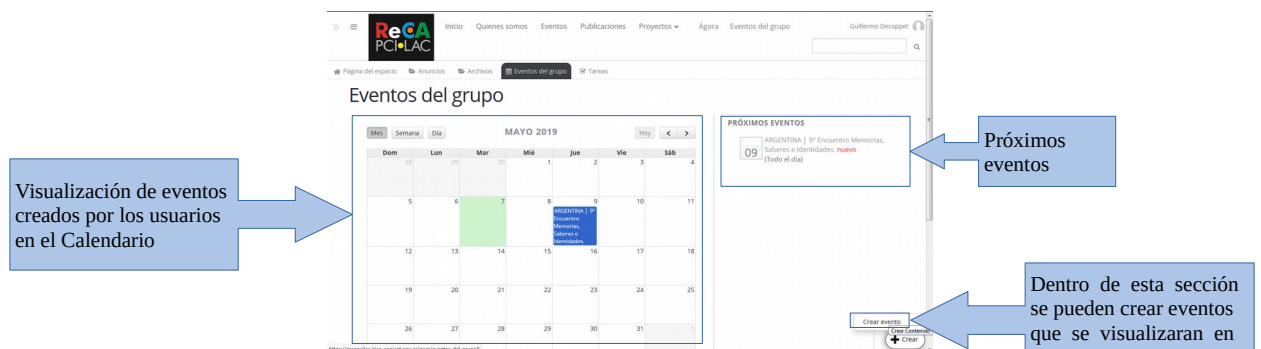 ReCA
PCI•LAC
Inicio Quienes somos Eventos Publicaciones Proyectos Ágora Eventos del grupo
Guillermo Decoppet
Página del espacio Anuncios Archivos Eventos del grupo Tareas
Eventos del grupo
Mes Semana Día
MAYO 2019
Hoy < >
Dom Lun Mar Mié Jue Vie Sáb
28 29 30 1 2 3 4
5 6 7 8 9 10 11
ARGENTINA | 9º
Encuentro
Memorias,
Saberes e
Identidades.
12 13 14 15 16 17 18
19 20 21 22 23 24 25
26 27 28 29 30 31 1
PRÓXIMOS EVENTOS
09
ARGENTINA | 9º Encuentro Memorias,
Saberes e Identidades. nuevo
(Todo el día)
Crear evento
Crear Contenido
+ Crear
Visualización de eventos
creados por los usuarios
en el Calendario
Próximos
eventos
Dentro de esta sección
se pueden crear eventos
que se visualizaran en